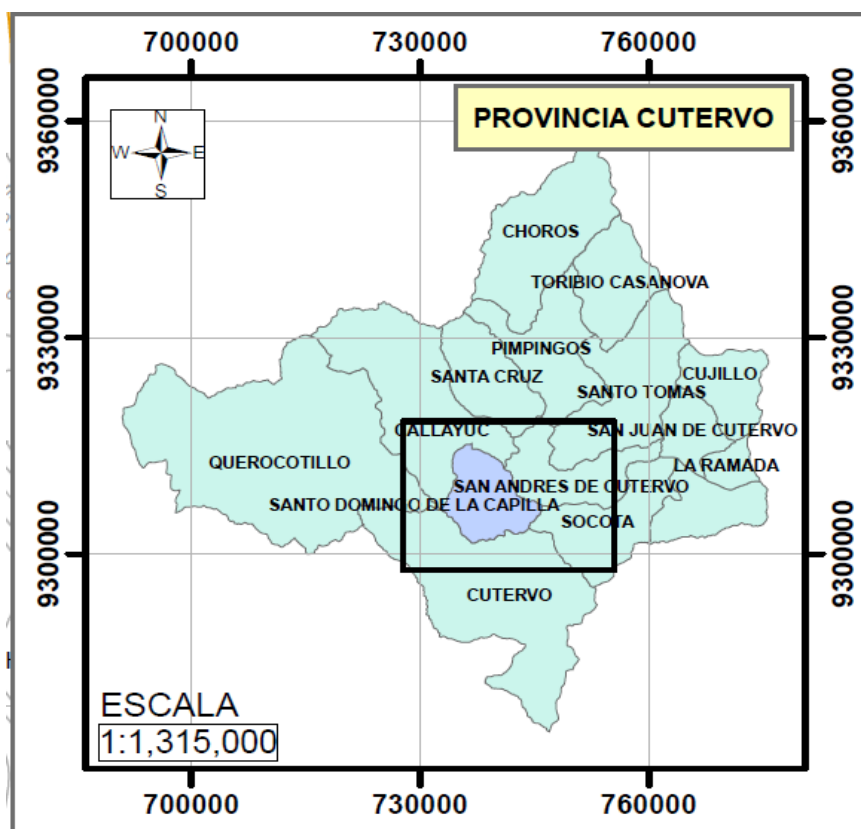 700000 730000 760000
PROVINCIA CUTERVO
9360000 9360000
N
W E
S
CHOROS
TORIBIO CASANOVA
9330000 9330000
PIMPINGOS
CUJILLO
SANTA CRUZ
SANTO TOMAS
CALLAYUC
SAN JUAN DE CUTERVO
QUEROCOTILLO
LA RAMADA
SAN ANDRES DE CUTERVO
SANTO DOMINGO DE LA CAPILLA
SOCOTA
9300000 9300000
CUTERVO
ESCALA
1:1,315,000
700000 730000 760000